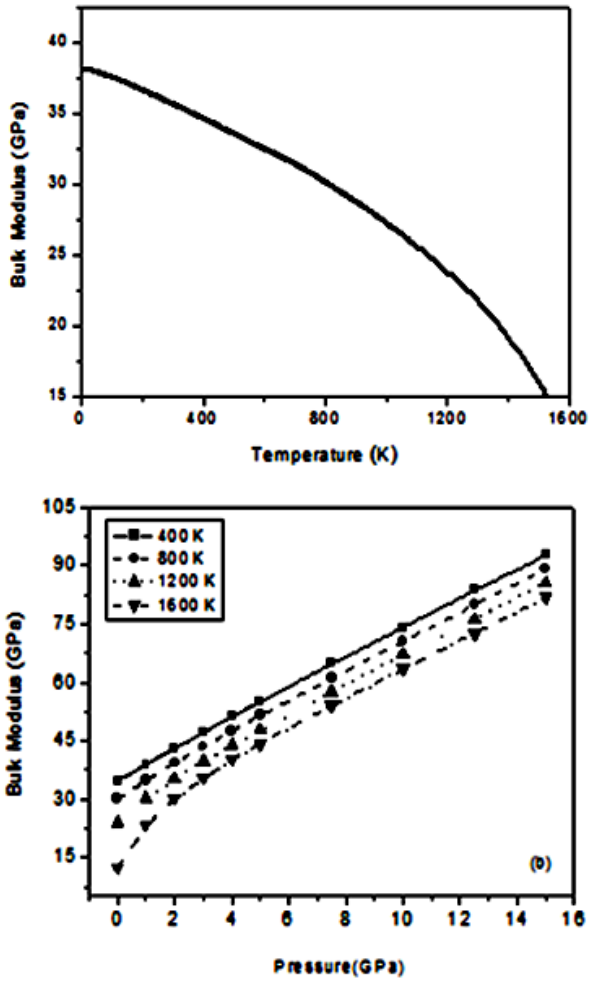 40
35
30
25
20
15
Buk Modulus (GPa)
0 400 800 1200 1600
Temperature (K)
105
90
75
60
45
30
15
Buk Modulus (GPa)
400 K
800 K
1200 K
1600 K
(b)
0 2 4 6 8 10 12 14 16
Pressure(GPa)